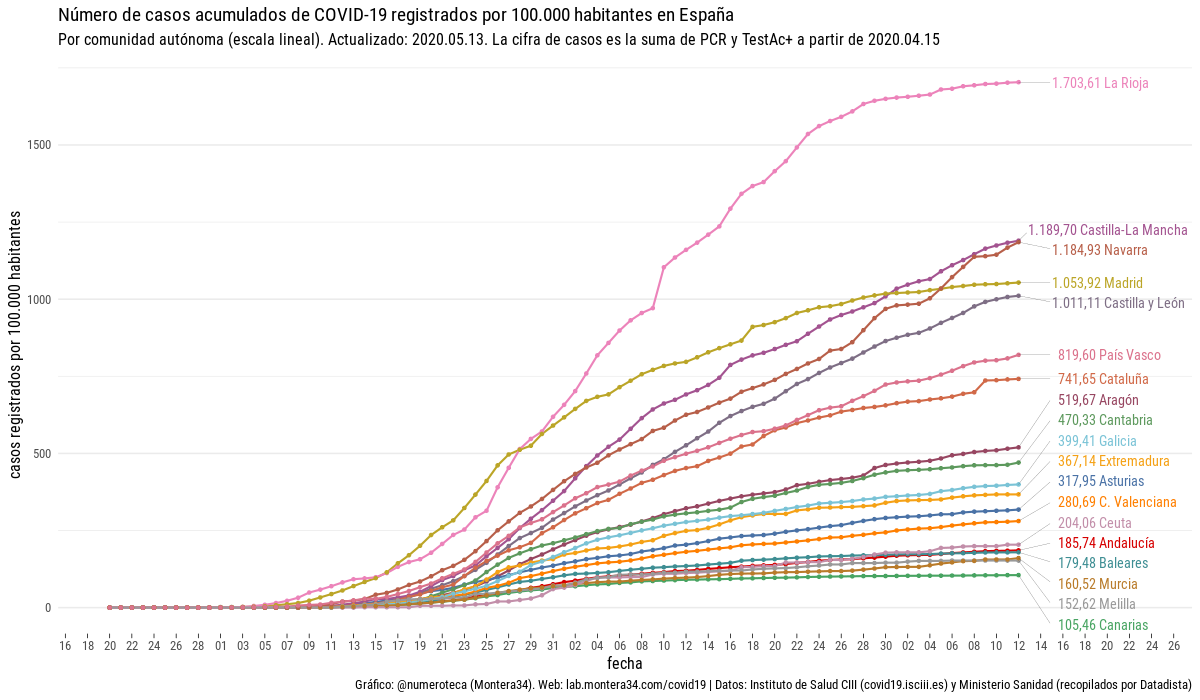 Número de casos acumulados de COVID-19 registrados por 100.000 habitantes en España
Por comunidad autónoma (escala lineal). Actualizado: 2020.05.13. La cifra de casos es la suma de PCR y TestAc+ a partir de 2020.04.15
casos registrados por 100.000 habitantes
1500
1000
500
0
1.703,61 La Rioja
1.189,70 Castilla-La Mancha
1.184,93 Navarra
1.053,92 Madrid
1.011,11 Castilla y León
819,60 País Vasco
741,65 Cataluña
519,67 Aragón
470,33 Cantabria
399,41 Galicia
367,14 Extremadura
317,95 Asturias
280,69 C. Valenciana
204,06 Ceuta
185,74 Andalucía
179,48 Baleares
160,52 Murcia
152,62 Melilla
105,46 Canarias
16 18 20 22 24 26 28 01 03 05 07 09 11 13 15 17 19 21 23 25 27 29 31 02 04 06 08 10 12 14 16 18 20 22 24 26 28 30 02 04 06 08 10 12 14 16 18 20 22 24 26
fecha
Gráfico: @numeroteca (Montera34). Web: lab.montera34.com/covid19 | Datos: Instituto de Salud CIII (covid19.isciii.es) y Ministerio Sanidad (recopilados por Datadista)